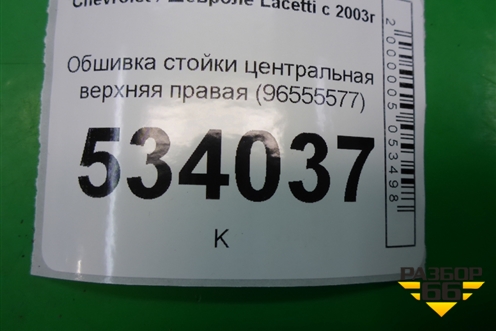 Chevrolet / Шевроле Lacetti с 2003г
Обшивка стойки центральная
верхняя правая (96555577)
534037
К
2000005053498
РАЗБОР
66